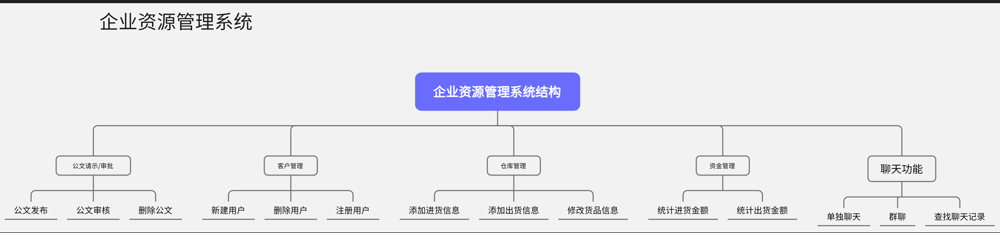 企业资源管理系统
企业资源管理系统结构
公文请示/审批
客户管理
仓库管理
资金管理
聊天功能
公文发布
公文审核
删除公文
新建用户
删除用户
注册用户
添加进货信息
添加出货信息
修改货品信息
统计进货金额
统计出货金额
单独聊天
群聊
查找聊天记录